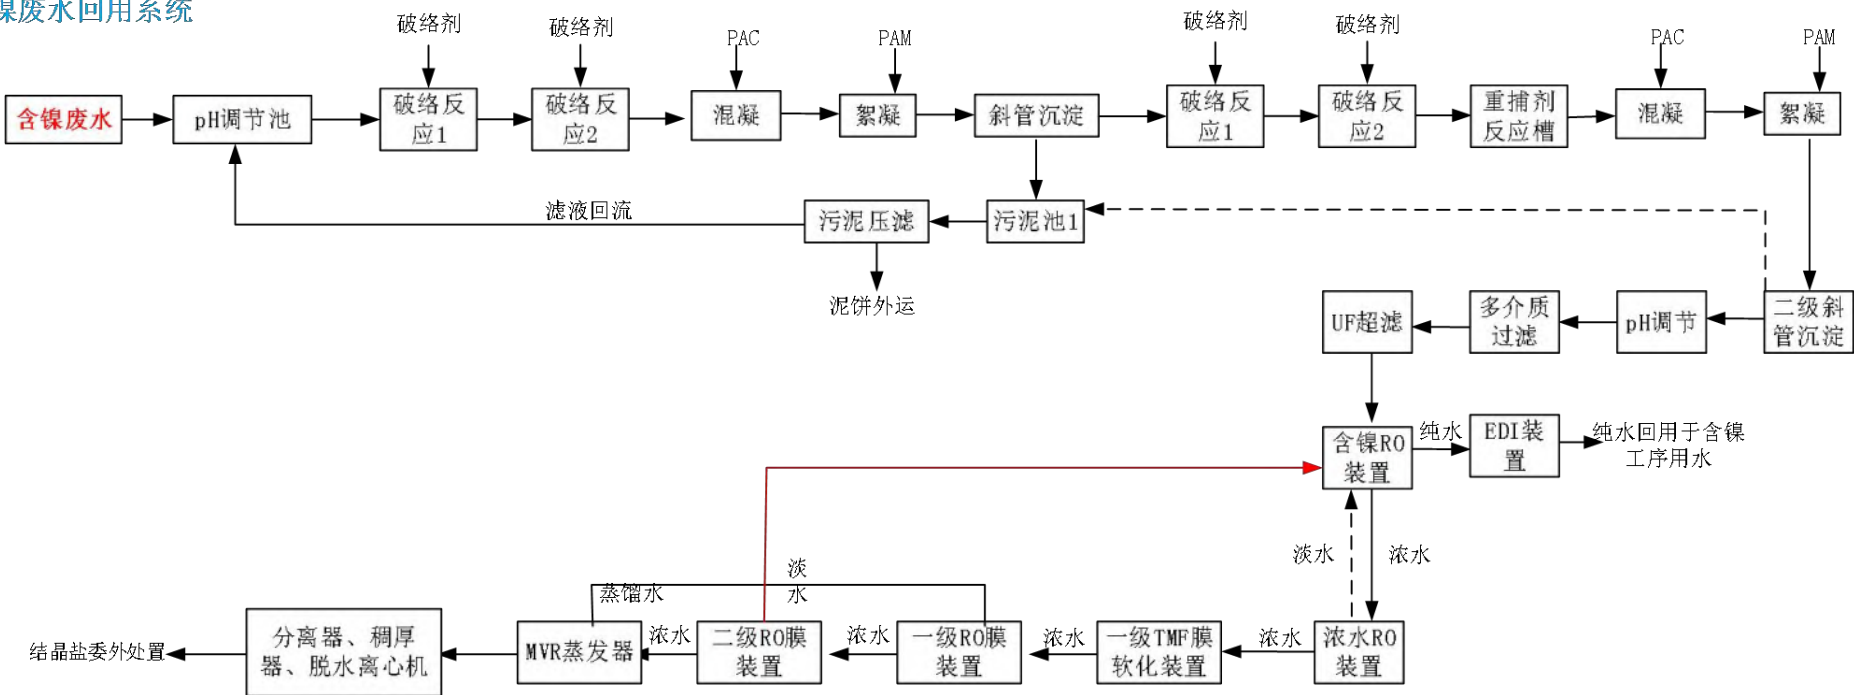 镍废水回用系统
破络剂
破络剂
PAC
PAM
破络剂
破络剂
PAC
PAM
含镍废水
pH调节池
破络反
应1
破络反
应2
混凝
絮凝
斜管沉淀
破络反
应1
破络反
应2
重捕剂
反应槽
混凝
絮凝
滤液回流
污泥压滤
污泥池1
泥饼外运
UF超滤
多介质
过滤
pH调节
二级斜
管沉淀
含镍RO
装置
纯水
EDI装
置
纯水回用于含镍
工序用水
淡水
浓水
淡
水
蒸馏水
结晶盐委外处置
分离器、稠厚
器、脱水离心机
MVR蒸发器
浓水
二级RO膜
装置
浓水
一级RO膜
装置
浓水
一级TMF膜
软化装置
浓水
浓水RO
装置